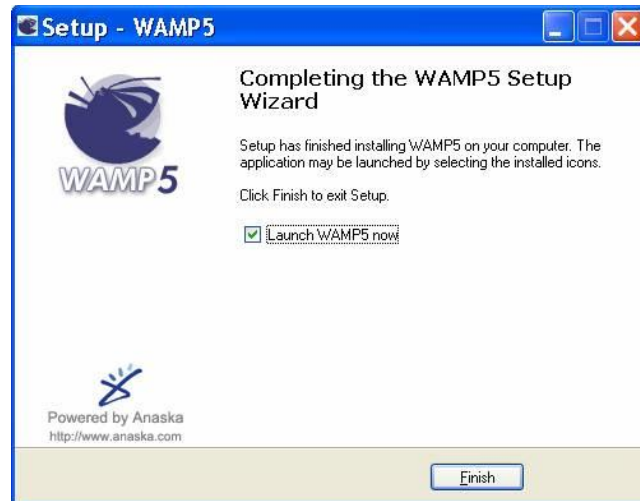 Setup - WAMP5
WAMP5
Completing the WAMP5 Setup
Wizard
Setup has finished installing WAMP5 on your computer. The
application may be launched by selecting the installed icons.
Click Finish to exit Setup.
Launch WAMP5 now
Powered by Anaska
http://www.anaska.com
Finish